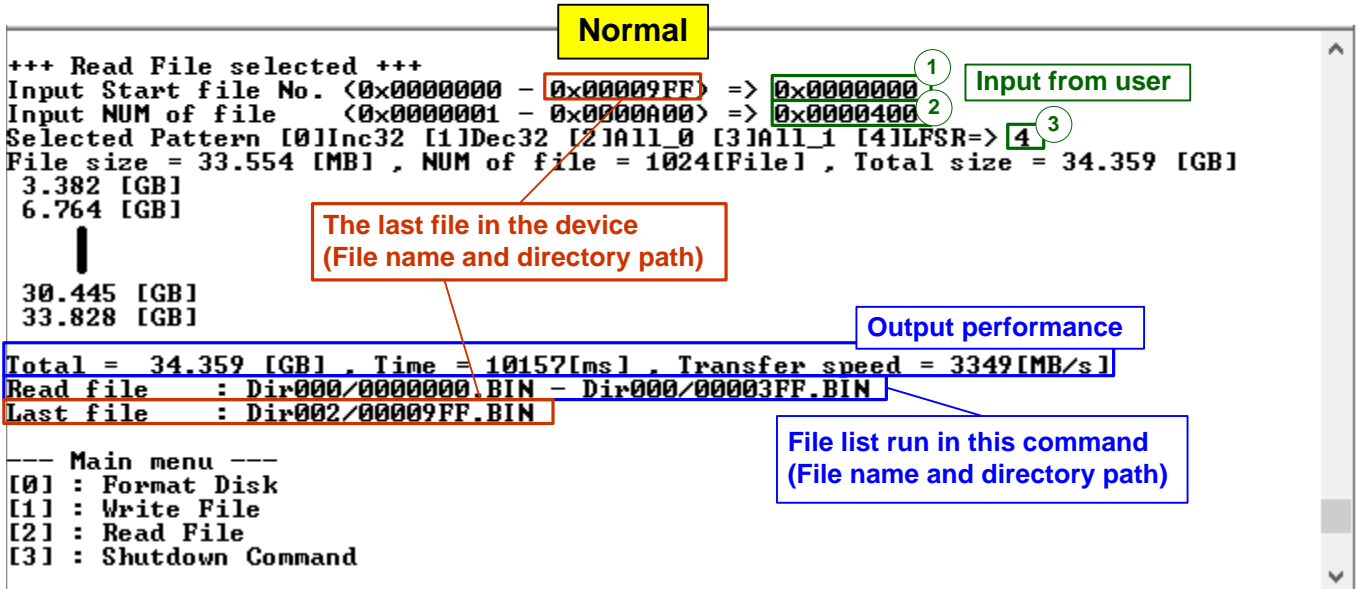 Normal
+++ Read File selected +++
Input Start file No. (0x0000000 - 0x00009FF) => 0x0000000
1
Input from user
Input NUM of file (0x0000001 - 0x0000A00) => 0x0000400
2
Selected Pattern [0]Inc32 [1]Dec32 [2]All_0 [3]All_1 [4]LFSR=> 4
3
File size = 33.554 [MB] , NUM of file = 1024[File] , Total size = 34.359 [GB]
3.382 [GB]
6.764 [GB]
The last file in the device
(File name and directory path)
30.445 [GB]
33.828 [GB]
Output performance
Total = 34.359 [GB] , Time = 10157[ms] , Transfer speed = 3349[MB/s]
Read file : Dir000/0000000.BIN - Dir000/00003FF.BIN
Last file : Dir002/00009FF.BIN
File list run in this command
(File name and directory path)
--- Main menu ---
[0] : Format Disk
[1] : Write File
[2] : Read File
[3] : Shutdown Command